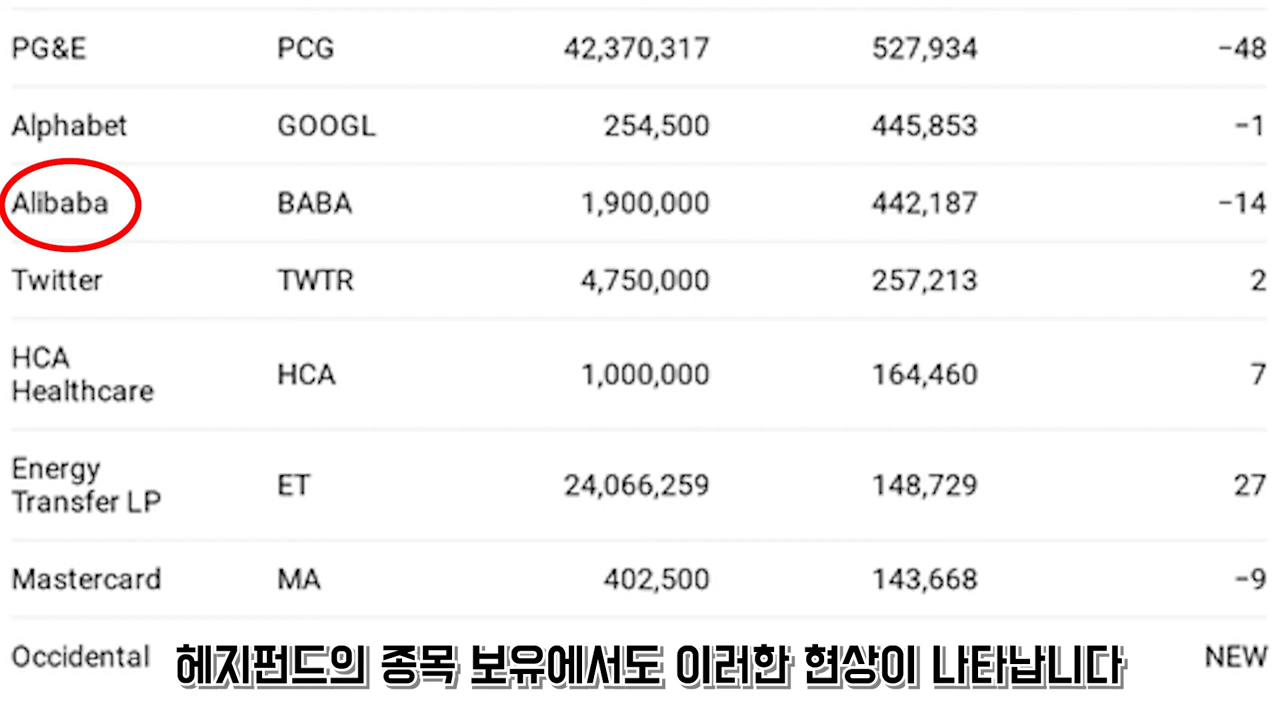 PG&E PCG 42,370,317 527,934 −48
Alphabet GOOGL 254,500 445,853 −1
Alibaba BABA 1,900,000 442,187 −14
Twitter TWTR 4,750,000 257,213 2
HCA
Healthcare HCA 1,000,000 164,460 7
Energy
Transfer LP ET 24,066,259 148,729 27
Mastercard MA 402,500 143,668 −9
Occidental NEW
헤지펀드의 종목 보유에서도 이러한 현상이 나타납니다